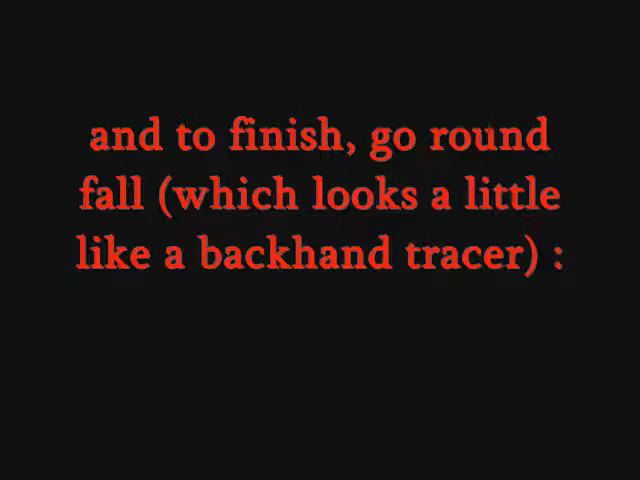 and to finish, go round
fall (which looks a little
like a backhand tracer) :